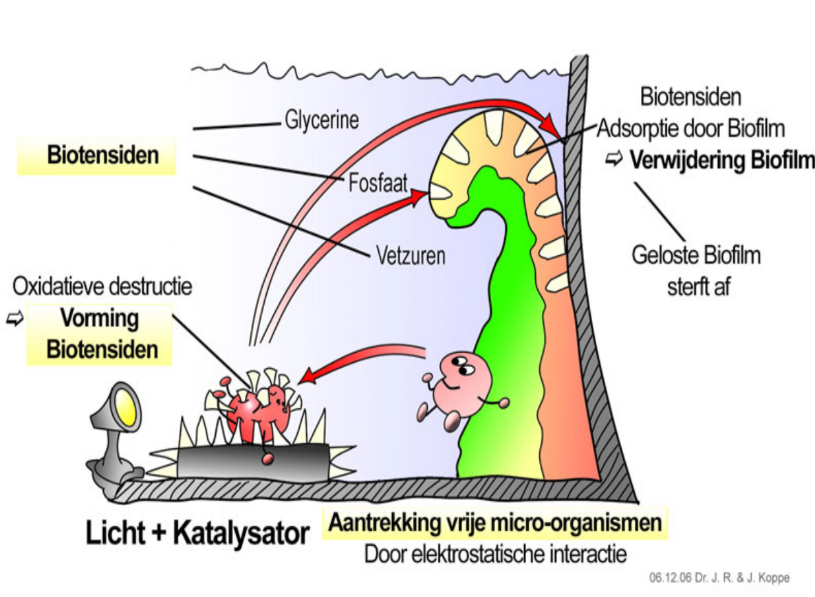 Biotensiden
Glycerine
Fosfaat
Vetzuren
Biotensiden
Adsorptie door Biofilm
⇨ Verwijdering Biofilm
Geloste Biofilm
sterft af
Oxidatieve destructie
⇨ Vorming
Biotensiden
Licht + Katalysator
Aantrekking vrije micro-organismen
Door elektrostatische interactie
06.12.06 Dr. J. R. & J. Koppe